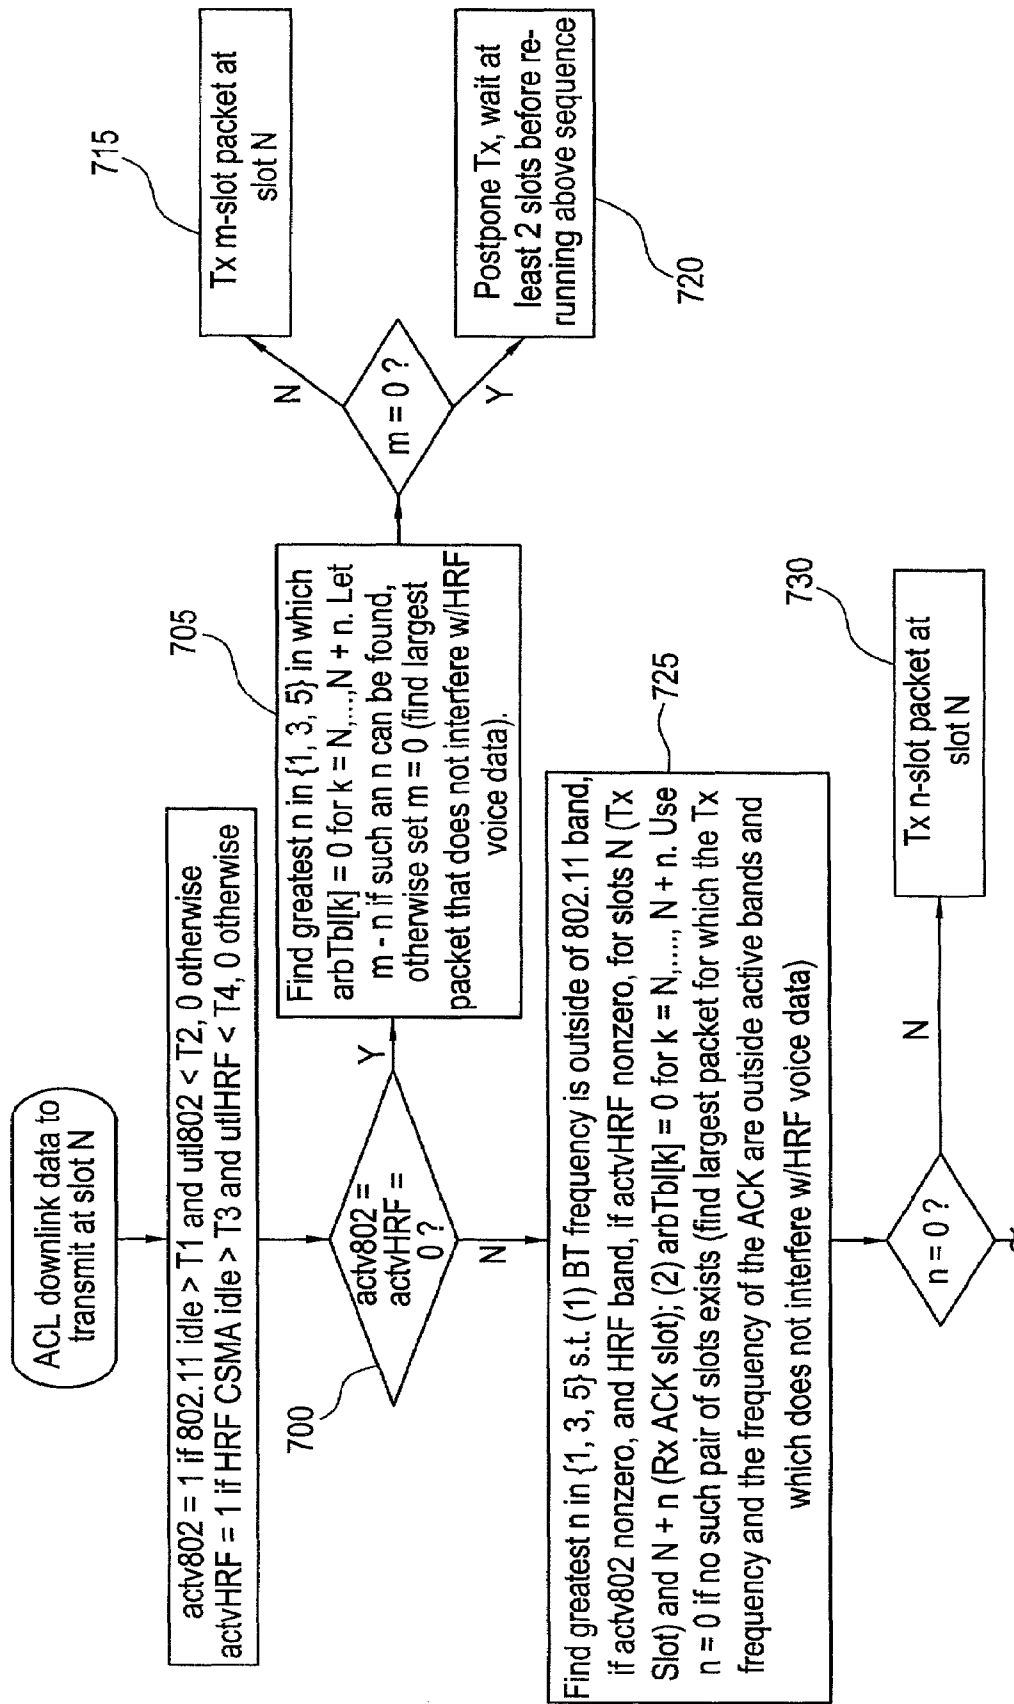 ACL downlink data to
transmit at slot N
actv802 = 1 if 802.11 idle > T1 and utl802 < T2, 0 otherwise
actvHRF = 1 if HRF CSMA idle > T3 and utlHRF < T4, 0 otherwise
700
actv802 =
actvHRF =
0 ?
Y
N
705
Find greatest n in {1, 3, 5} in which
arbTbl[k] = 0 for k = N,...,N + n. Let
m - n if such an n can be found,
otherwise set m = 0 (find largest
packet that does not interfere w/HRF
voice data).
m = 0 ?
N
Y
715
Tx m-slot packet at
slot N
Postpone Tx, wait at
least 2 slots before re-
running above sequence
720
725
Find greatest n in {1, 3, 5} s.t. (1) BT frequency is outside of 802.11 band,
if actv802 nonzero, and HRF band, if actvHRF nonzero, for slots N (Tx
Slot) and N + n (Rx ACK slot); (2) arbTbl[k] = 0 for k = N,....., N + n. Use
n = 0 if no such pair of slots exists (find largest packet for which the Tx
frequency and the frequency of the ACK are outside active bands and
which does not interfere w/HRF voice data)
n = 0 ?
N
730
Tx n-slot packet at
slot N